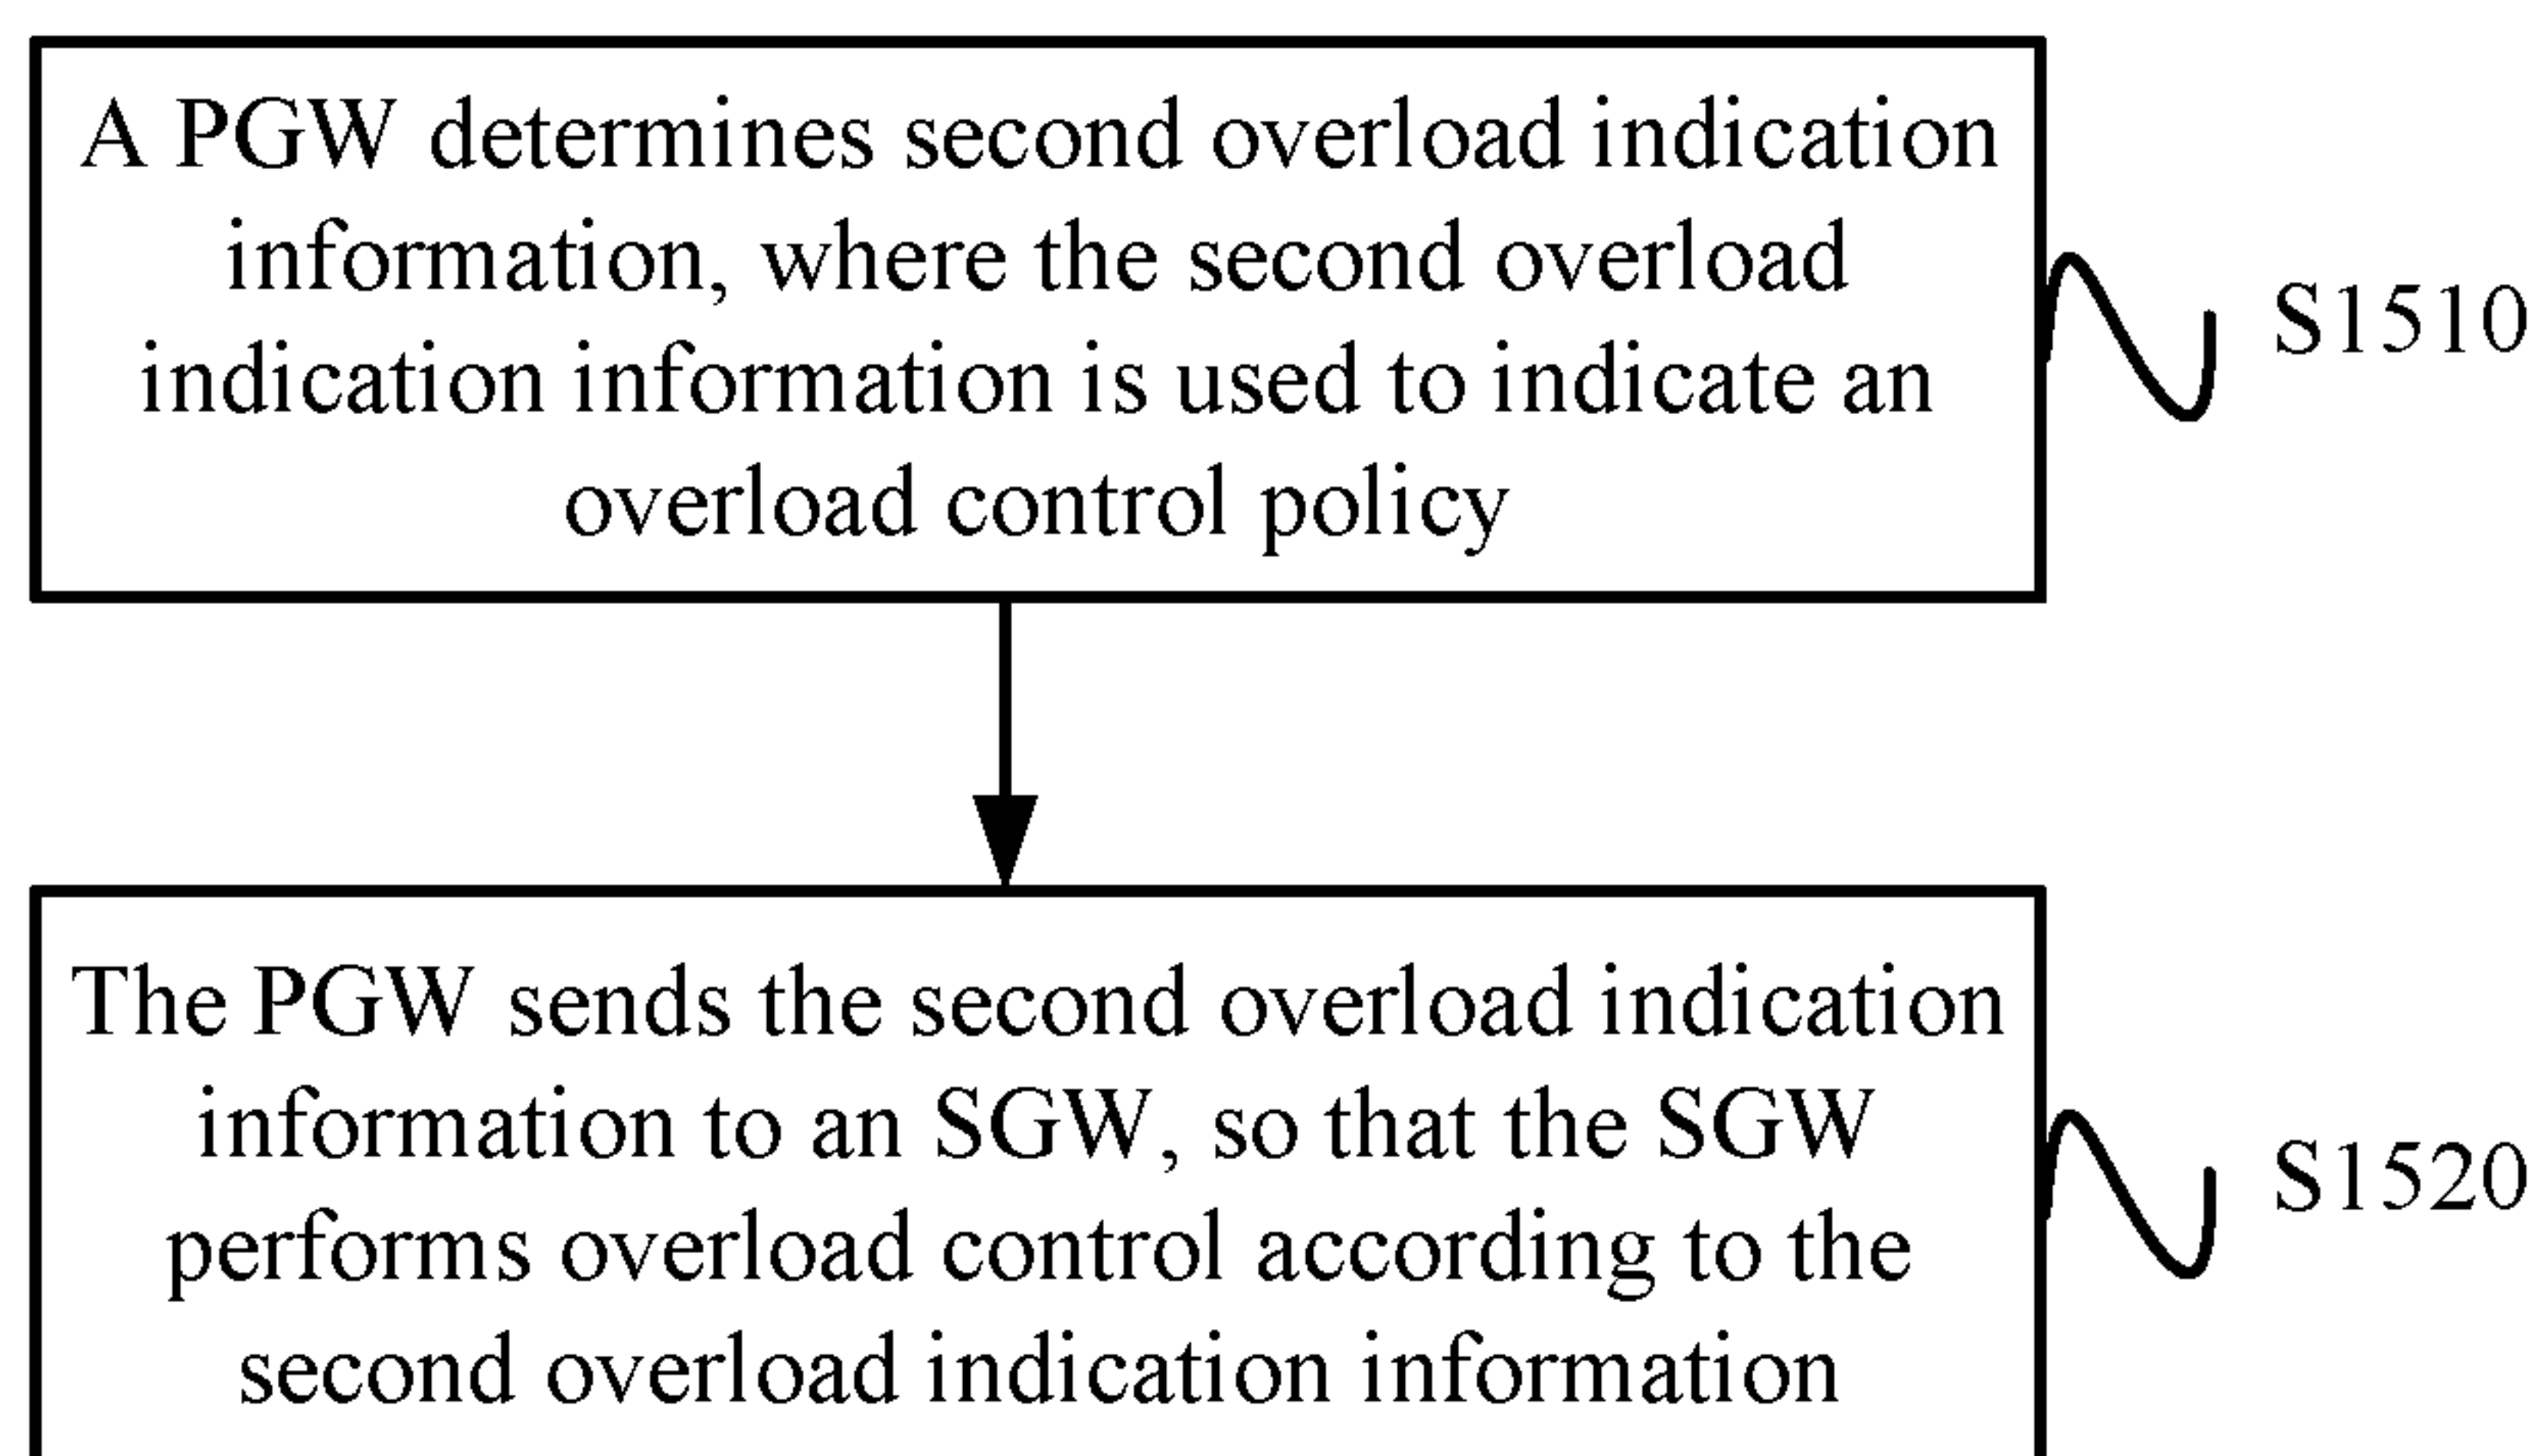 A PGW determines second overload indication
information, where the second overload
indication information is used to indicate an
overload control policy
S1510
The PGW sends the second overload indication
information to an SGW, so that the SGW
performs overload control according to the
second overload indication information
S1520